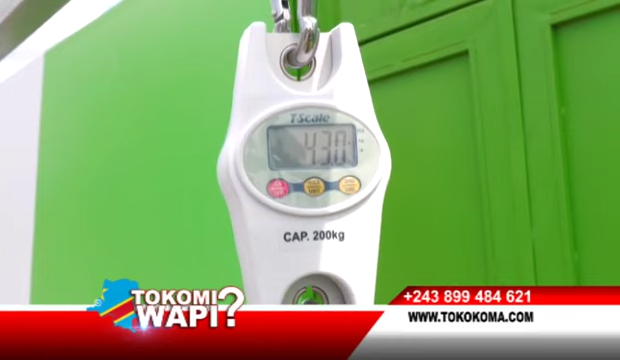 TScale
43.0
CAP. 200kg
TOKOMI
WAPI?
+243 899 484 621
WWW.TOKOKOMA.COM